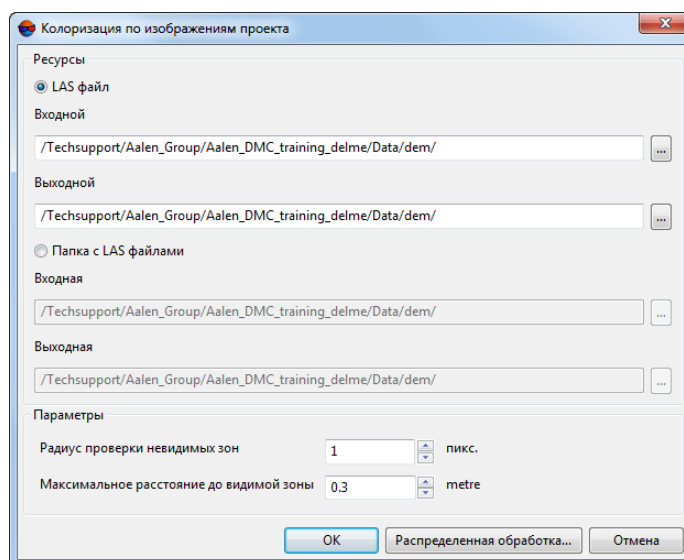 Колоризация по изображениям проекта
Ресурсы
LAS файл
Входной
/Techsupport/Aalen_Group/Aalen_DMC_training_delme/Data/dem/
...
Выходной
/Techsupport/Aalen_Group/Aalen_DMC_training_delme/Data/dem/
...
Папка с LAS файлами
Входная
/Techsupport/Aalen_Group/Aalen_DMC_training_delme/Data/dem/
...
Выходная
/Techsupport/Aalen_Group/Aalen_DMC_training_delme/Data/dem/
...
Параметры
Радиус проверки невидимых зон 1 пикс.
Максимальное расстояние до видимой зоны 0.3 metre
OK Распределенная обработка... Отмена